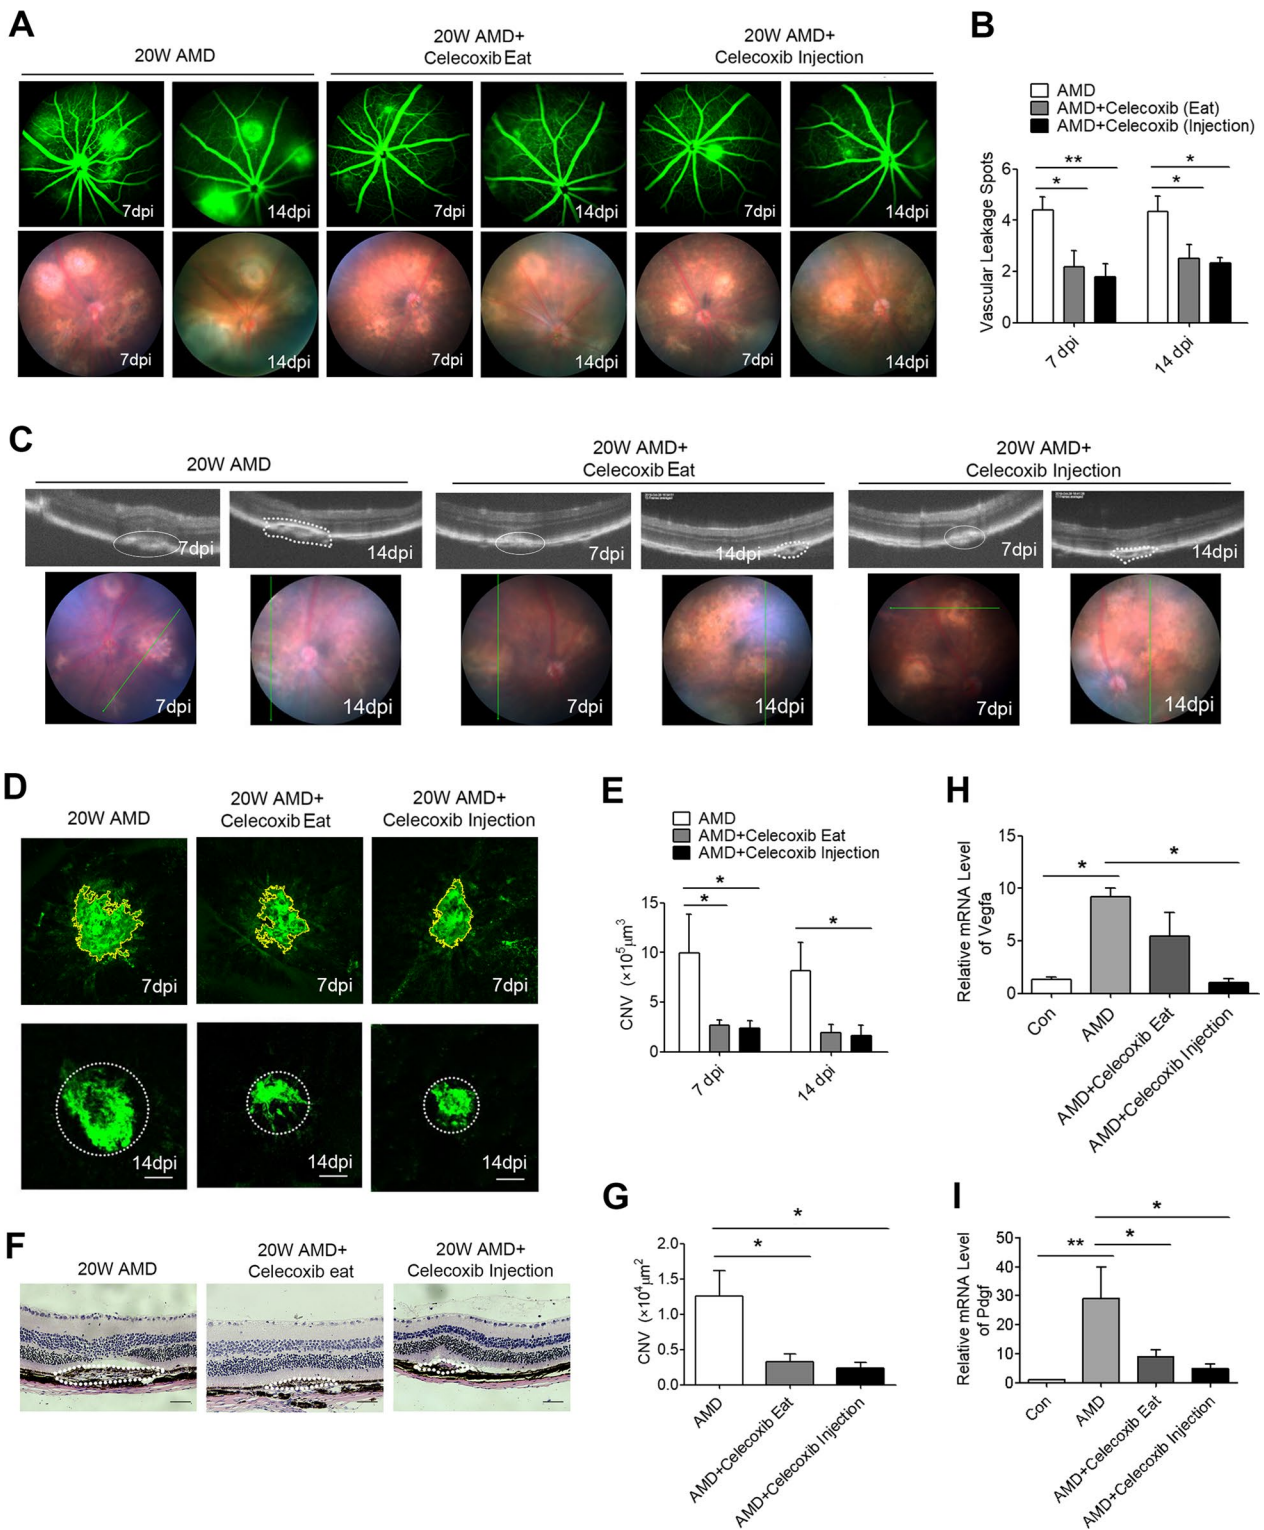 A
20W AMD
20W AMD+
Celecoxib Eat
20W AMD+
Celecoxib Injection
7dpi
14dpi
7dpi
14dpi
7dpi
14dpi
7dpi
14dpi
7dpi
14dpi
7dpi
14dpi
B
AMD
AMD+Celecoxib (Eat)
AMD+Celecoxib (Injection)
Vascular Leakage Spots
6
4
2
0
**
*
*
*
7 dpi
14 dpi
C
20W AMD
20W AMD+
Celecoxib Eat
20W AMD+
Celecoxib Injection
7dpi
14dpi
7dpi
14dpi
7dpi
14dpi
7dpi
14dpi
7dpi
14dpi
7dpi
14dpi
D
20W AMD
20W AMD+
Celecoxib Eat
20W AMD+
Celecoxib Injection
7dpi
7dpi
7dpi
14dpi
14dpi
14dpi
E
AMD
AMD+Celecoxib Eat
AMD+Celecoxib Injection
CNV (×10⁵μm³
15
10
5
0
*
*
*
7 dpi
14 dpi
H
Relative mRNA Level
of Vegfa
15
10
5
0
*
*
Con
AMD
AMD+Celecoxib Eat
AMD+Celecoxib Injection
F
20W AMD
20W AMD+
Celecoxib eat
20W AMD+
Celecoxib Injection
G
CNV (×10⁴μm²
2.0
1.5
1.0
0.5
0.0
*
*
AMD
AMD+Celecoxib Eat
AMD+Celecoxib Injection
I
Relative mRNA Level
of Pdgf
50
40
30
20
10
0
**
*
*
Con
AMD
AMD+Celecoxib Eat
AMD+Celecoxib Injection